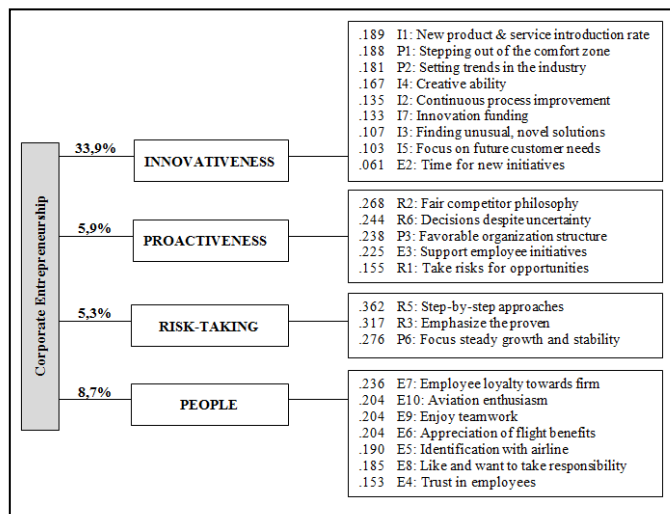 Corporate Entrepreneurship
33,9%
INNOVATIVENESS
.189 I1: New product & service introduction rate
.188 P1: Stepping out of the comfort zone
.181 P2: Setting trends in the industry
.167 I4: Creative ability
.135 I2: Continuous process improvement
.133 I7: Innovation funding
.107 I3: Finding unusual, novel solutions
.103 I5: Focus on future customer needs
.061 E2: Time for new initiatives
5,9%
PROACTIVENESS
.268 R2: Fair competitor philosophy
.244 R6: Decisions despite uncertainty
.238 P3: Favorable organization structure
.225 E3: Support employee initiatives
.155 R1: Take risks for opportunities
5,3%
RISK-TAKING
.362 R5: Step-by-step approaches
.317 R3: Emphasize the proven
.276 P6: Focus steady growth and stability
8,7%
PEOPLE
.236 E7: Employee loyalty towards firm
.204 E10: Aviation enthusiasm
.204 E9: Enjoy teamwork
.204 E6: Appreciation of flight benefits
.190 E5: Identification with airline
.185 E8: Like and want to take responsibility
.153 E4: Trust in employees